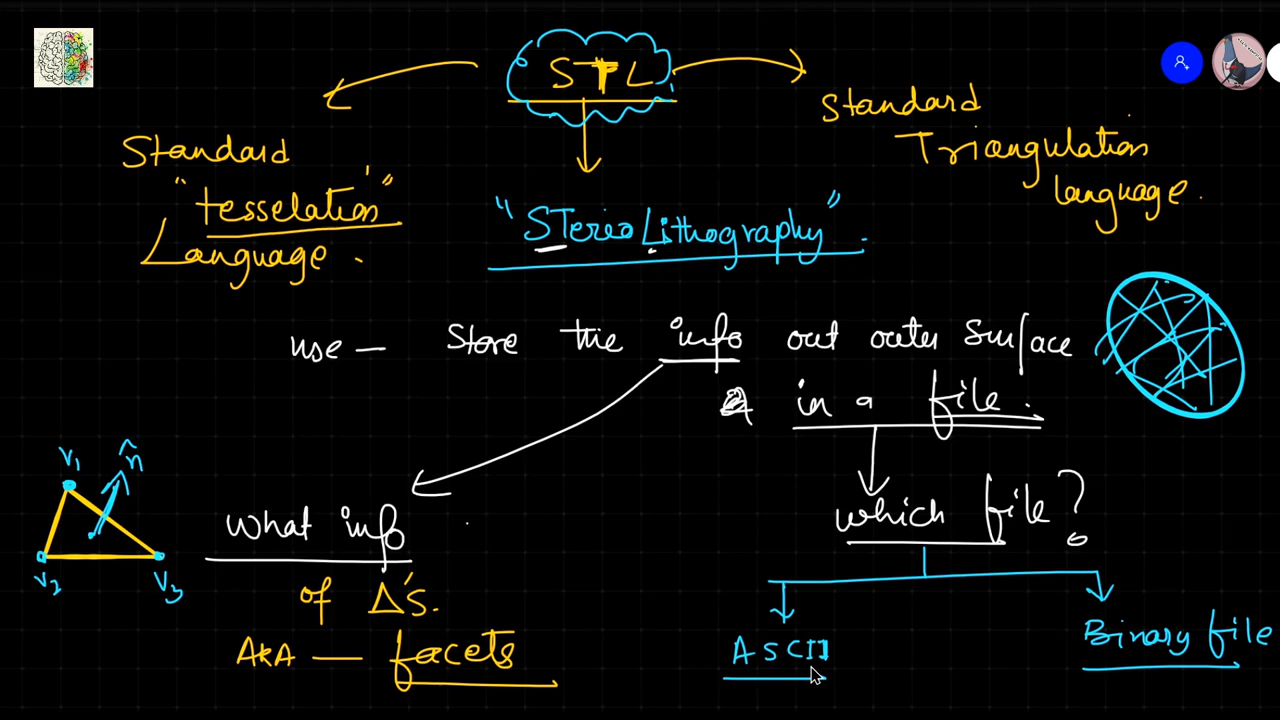 STL
Standard
"tesselation"
Language.
"STerioLithography".
Standard
Triangulation
language.
use — Store the info out outer surface
in a file.
V1
n̂
V2
V3
What info
of Δ's.
AKA — facets
which file?
ASCII
Binary file